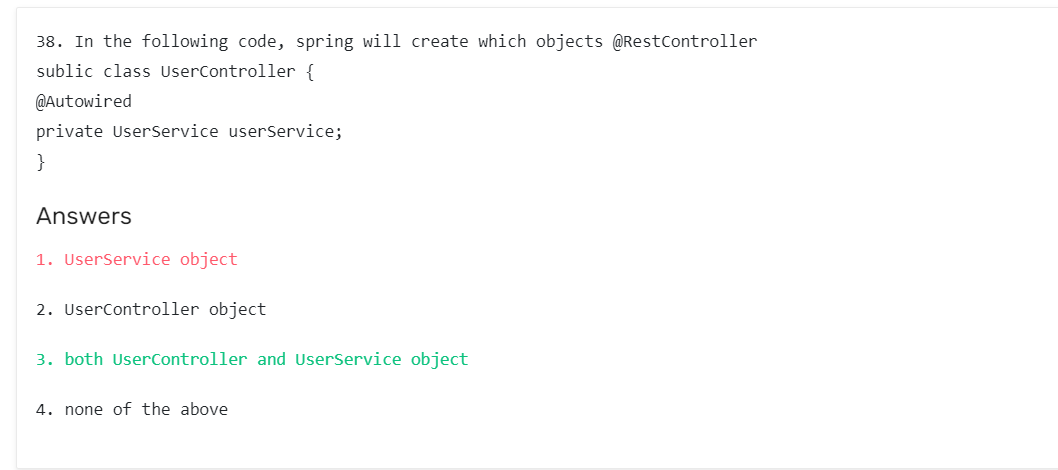 38. In the following code, spring will create which objects @RestController
sublic class UserController {
@Autowired
private UserService userService;
}
Answers
1. UserService object
2. UserController object
3. both UserController and UserService object
4. none of the above